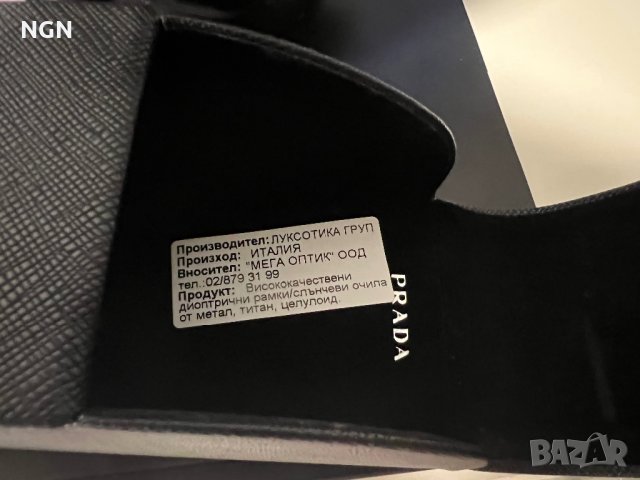 NGN
Производител:ЛУКСОТИКА ГРУП
Произход: ИТАЛИЯ
Вносител: "МЕГА ОПТИК" ООД
тел.:02/879 31 99
Продукт: Висококачествени
диоптрични рамки/слънчеви очила
от метал, титан, целулоид.
PRADA
BAZAR